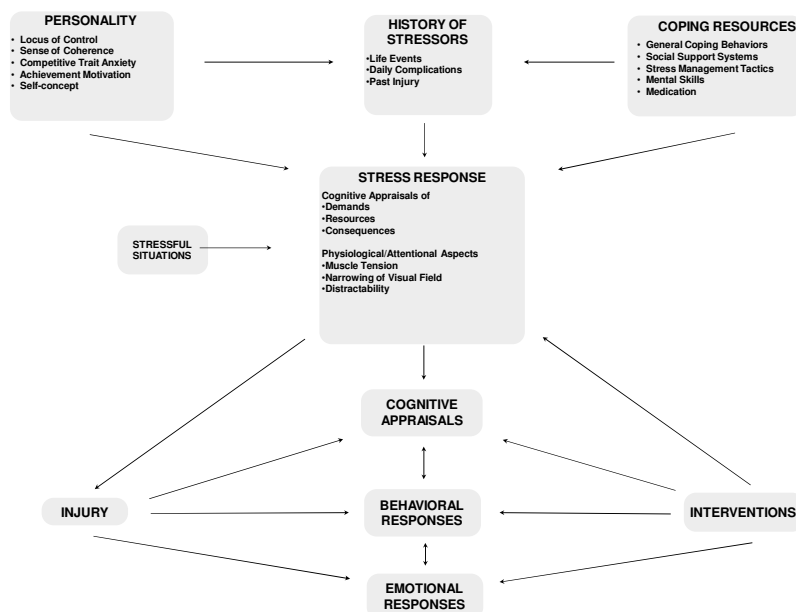 PERSONALITY
• Locus of Control
• Sense of Coherence
• Competitive Trait Anxiety
• Achievement Motivation
• Self-concept
HISTORY OF
STRESSORS
•Life Events
•Daily Complications
•Past Injury
COPING RESOURCES
• General Coping Behaviors
• Social Support Systems
• Stress Management Tactics
• Mental Skills
• Medication
STRESS RESPONSE
Cognitive Appraisals of
•Demands
•Resources
•Consequences
Physiological/Attentional Aspects
•Muscle Tension
•Narrowing of Visual Field
•Distractability
STRESSFUL
SITUATIONS
COGNITIVE
APPRAISALS
INJURY
BEHAVIORAL
RESPONSES
INTERVENTIONS
EMOTIONAL
RESPONSES